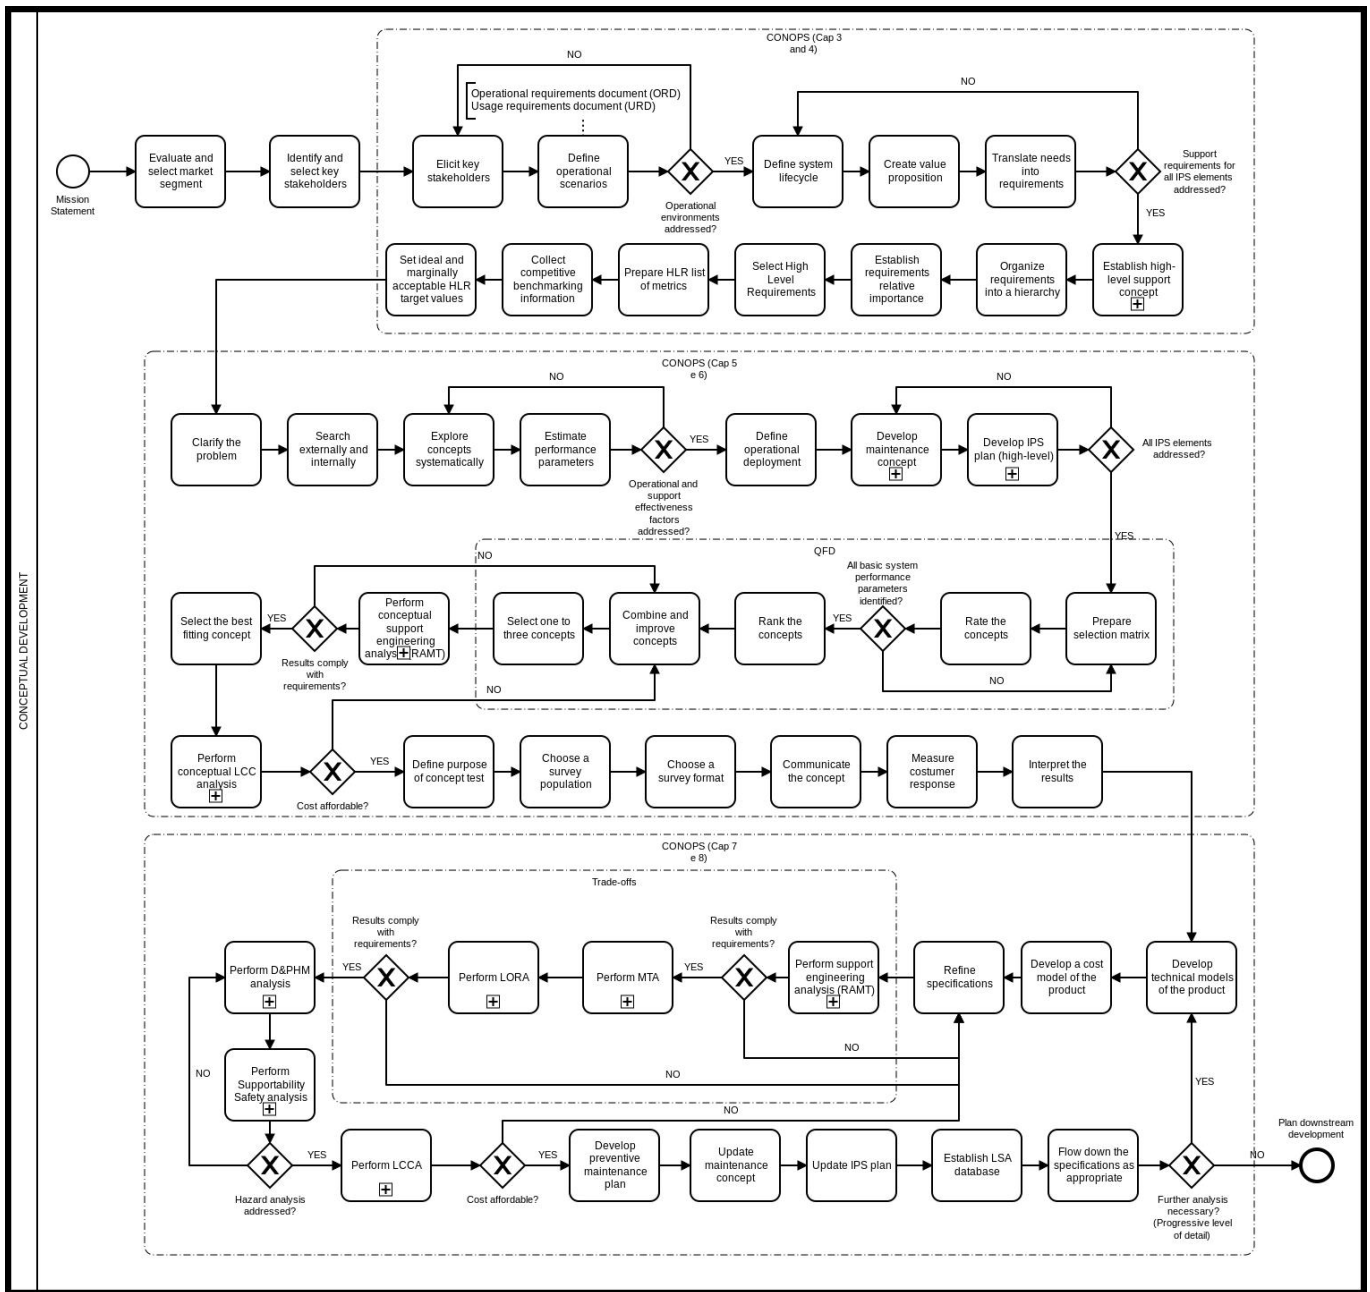 CONCEPTUAL DEVELOPMENT
CONOPS (Cap 3
and 4)
NO
Operational requirements document (ORD)
Usage requirements document (URD)
NO
Mission
Statement
Evaluate and
select market
segment
Identify and
select key
stakeholders
Elicit key
stakeholders
Define
operational
scenarios
Operational
environments
addressed?
YES
Define system
lifecycle
Create value
proposition
Translate needs
into
requirements
Support
requirements for
all IPS elements
addressed?
YES
Set ideal and
marginally
acceptable HLR
target values
Collect
competitive
benchmarking
information
Prepare HLR list
of metrics
Select High
Level
Requirements
Establish
requirements
relative
importance
Organize
requirements
into a hierarchy
Establish high-
level support
concept
CONOPS (Cap 5
e 6)
NO
NO
Clarify the
problem
Search
externally and
internally
Explore
concepts
systematically
Estimate
performance
parameters
Operational and
support
effectiveness
factors
addressed?
YES
Define
operational
deployment
Develop
maintenance
concept
Develop IPS
plan (high-level)
All IPS elements
addressed?
YES
QFD
NO
Select the best
fitting concept
YES
Results comply
with
requirements?
Perform
conceptual
support
engineering
RAMT)
Select one to
three concepts
Combine and
improve
concepts
Rank the
concepts
YES
All basic system
performance
parameters
identified?
Rate the
concepts
Prepare
selection matrix
NO
NO
Perform
conceptual LCC
analysis
Cost affordable?
YES
Define purpose
of concept test
Choose a
survey
population
Choose a
survey format
Communicate
the concept
Measure
costumer
response
Interpret the
results
CONOPS (Cap 7
e 8)
Trade-offs
Results comply
with
requirements?
Results comply
with
requirements?
Perform D&PHM
analysis
YES
Perform LORA
Perform MTA
YES
Perform support
engineering
analysis (RAMT)
Refine
specifications
Develop a cost
model of the
product
Develop
technical models
of the product
NO
NO
NO
YES
Perform
Supportability
Safety analysis
NO
Hazard analysis
addressed?
YES
Perform LCCA
Cost affordable?
YES
Develop
preventive
maintenance
plan
Update
maintenance
concept
Update IPS plan
Establish LSA
database
Flow down the
specifications as
appropriate
Further analysis
necessary?
(Progressive level
of detail)
NO
Plan downstream
development